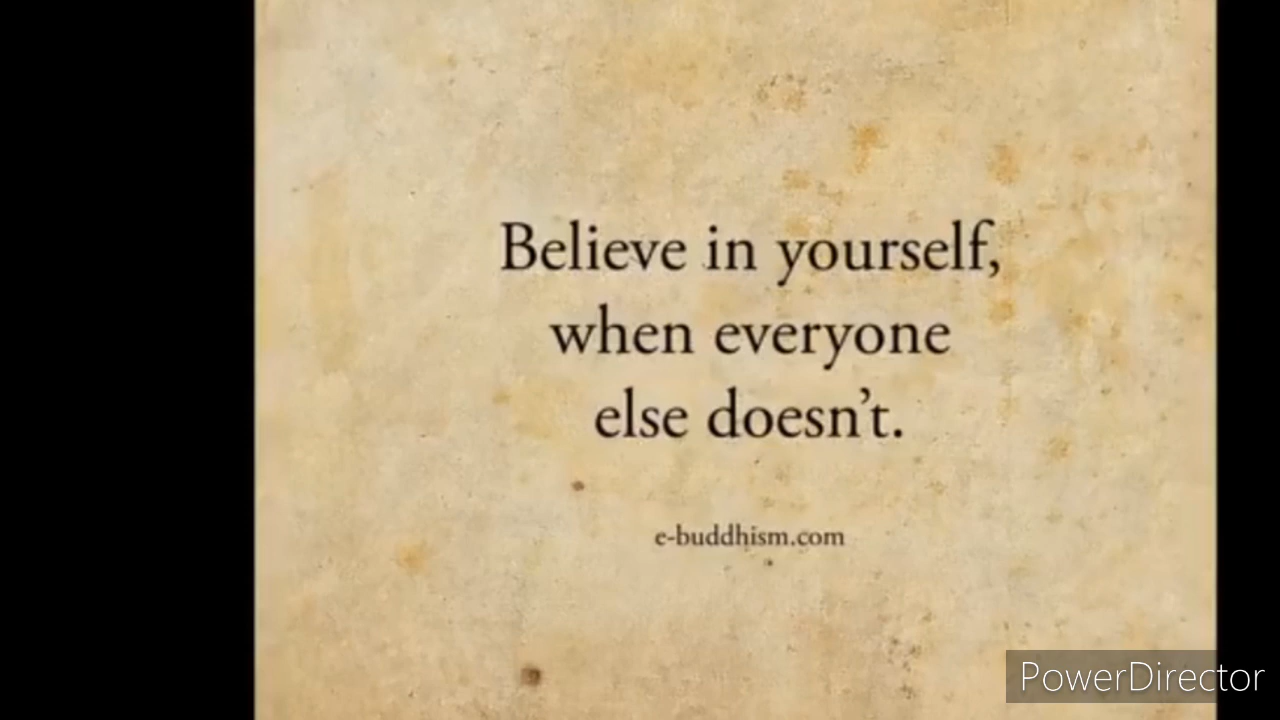 Believe in yourself,
when everyone
else doesn’t.
e-buddhism.com
PowerDirector